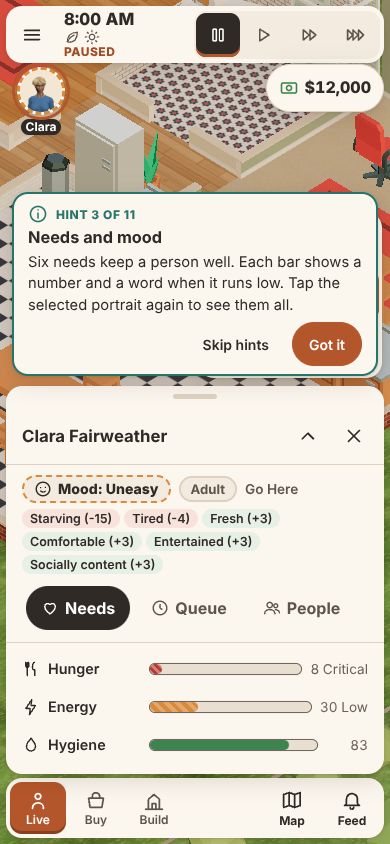 8:00 AM
PAUSED
$12,000
Clara
HINT 3 OF 11
Needs and mood
Six needs keep a person well. Each bar shows a
number and a word when it runs low. Tap the
selected portrait again to see them all.
Skip hints
Got it
Clara Fairweather
Mood: Uneasy
Adult
Go Here
Starving (-15)
Tired (-4)
Fresh (+3)
Comfortable (+3)
Entertained (+3)
Socially content (+3)
Needs
Queue
People
Hunger
8 Critical
Energy
30 Low
Hygiene
83
Live
Buy
Build
Map
Feed